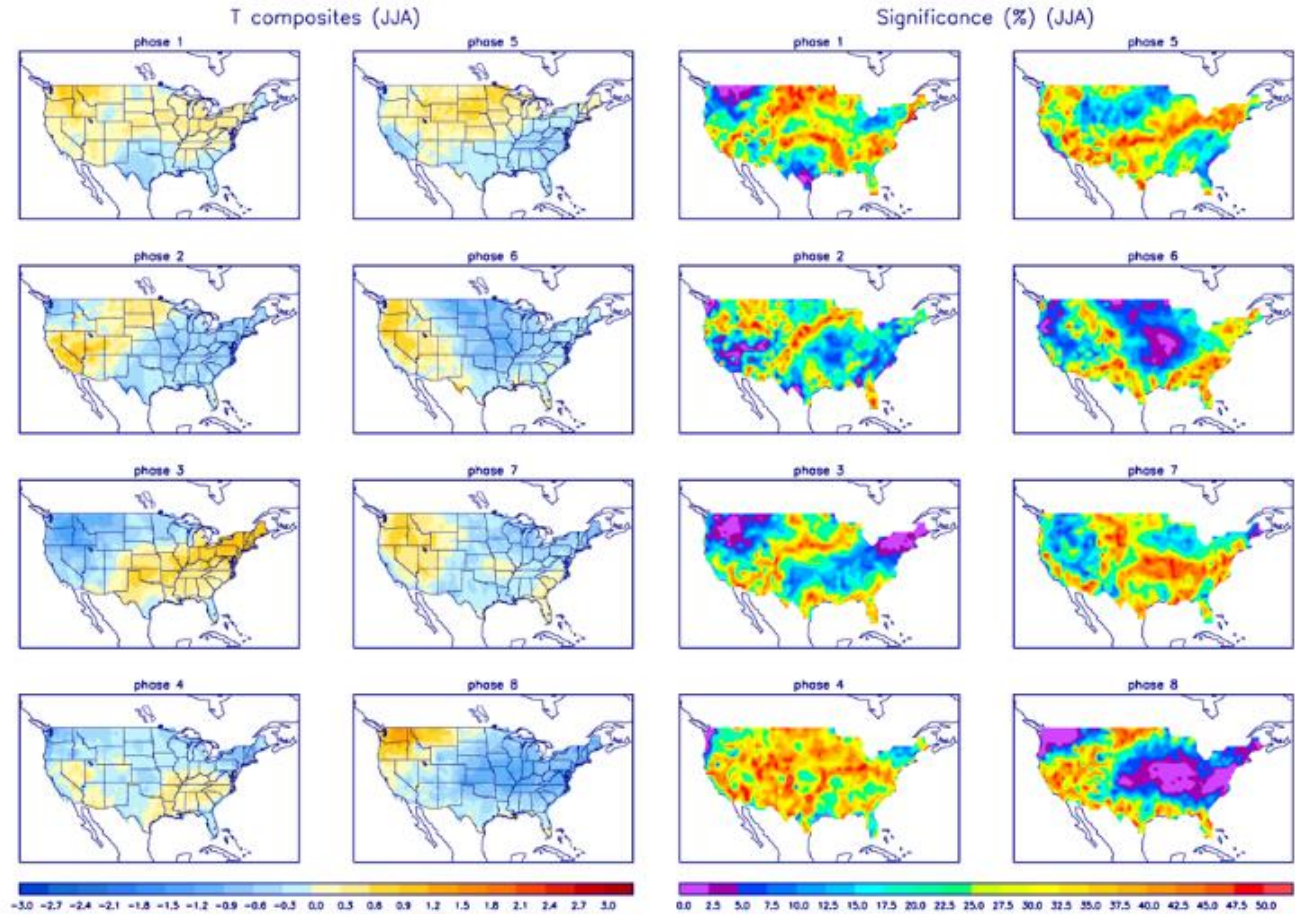 T composites (JJA) Significance (%) (JJA)
phase 1 phase 5 phase 1 phase 5
phase 2 phase 6 phase 2 phase 6
phase 3 phase 7 phase 3 phase 7
phase 4 phase 8 phase 4 phase 8
-3.0 -2.7 -2.4 -2.1 -1.8 -1.5 -1.2 -0.9 -0.6 -0.3 0.0 0.3 0.6 0.9 1.2 1.5 1.8 2.1 2.4 2.7 3.0 0.0 2.5 5.0 7.5 10.0 12.5 15.0 17.5 20.0 22.5 25.0 27.5 30.0 32.5 35.0 37.5 40.0 42.5 45.0 47.5 50.0